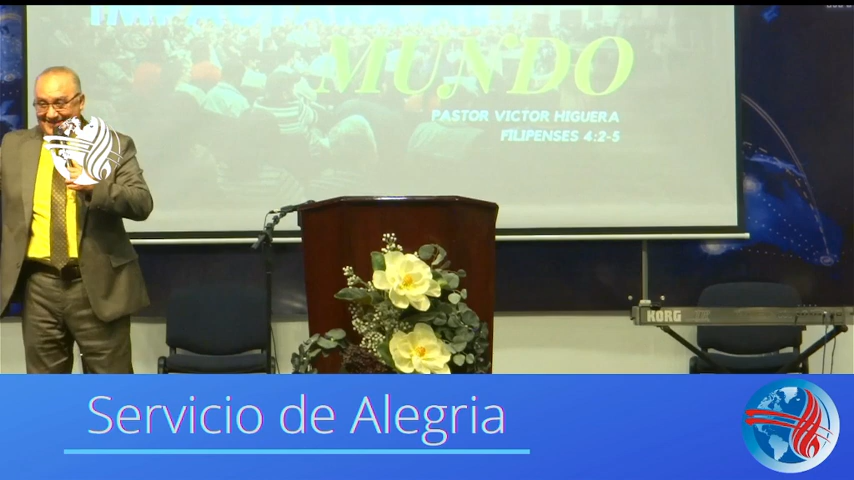 MUNDO
PASTOR VICTOR HIGUERA
FILIPENSES 4:2-5
KORG
Servicio de Alegria